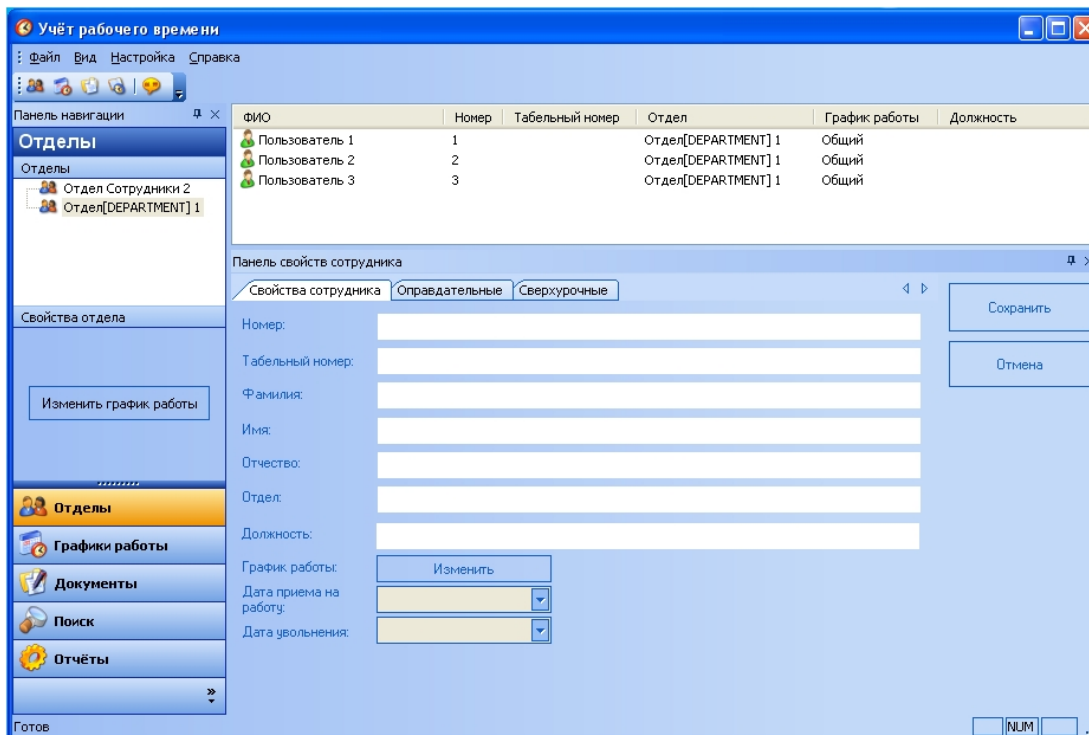 Учёт рабочего времени
Файл Вид Настройка Справка
Панель навигации
Отделы
Отделы
Отдел Сотрудники 2
Отдел[DEPARTMENT] 1
Свойства отдела
Изменить график работы
Отделы
Графики работы
Документы
Поиск
Отчёты
ФИО Номер Табельный номер Отдел График работы Должность
Пользователь 1 1 Отдел[DEPARTMENT] 1 Общий
Пользователь 2 2 Отдел[DEPARTMENT] 1 Общий
Пользователь 3 3 Отдел[DEPARTMENT] 1 Общий
Панель свойств сотрудника
Свойства сотрудника Оправдательные Сверхурочные
Номер:
Табельный номер:
Фамилия:
Имя:
Отчество:
Отдел:
Должность:
График работы: Изменить
Дата приема на
работу:
Дата увольнения:
Сохранить
Отмена
Готов NUM